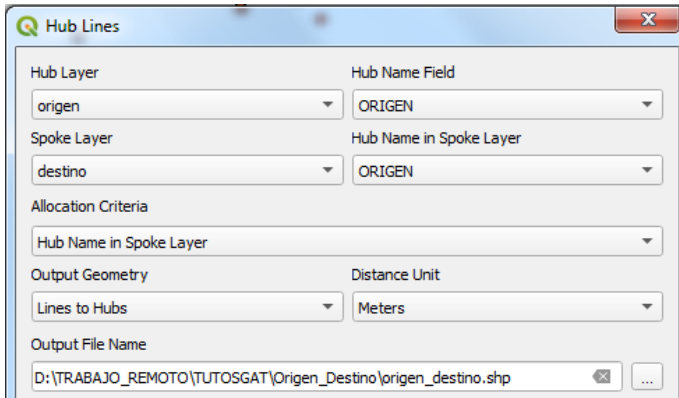 Hub Lines
Hub Layer Hub Name Field
origen ORIGEN
Spoke Layer Hub Name in Spoke Layer
destino ORIGEN
Allocation Criteria
Hub Name in Spoke Layer
Output Geometry Distance Unit
Lines to Hubs Meters
Output File Name
D:\TRABAJO_REMOTO\TUTOSGAT\Origen_Destino\origen_destino.shp ...